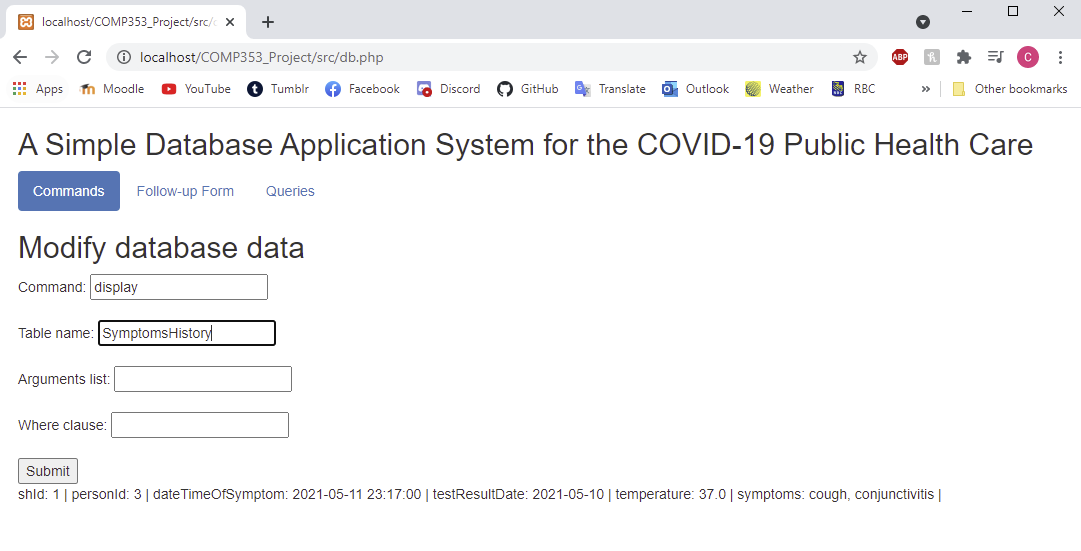 localhost/COMP353_Project/src/d
localhost/COMP353_Project/src/db.php
ABP
C
Apps Moodle YouTube Tumblr Facebook Discord GitHub Translate Outlook Weather RBC » Other bookmarks
A Simple Database Application System for the COVID-19 Public Health Care
Commands Follow-up Form Queries
Modify database data
Command: display
Table name: SymptomsHistory
Arguments list:
Where clause:
Submit
shId: 1 | personId: 3 | dateTimeOfSymptom: 2021-05-11 23:17:00 | testResultDate: 2021-05-10 | temperature: 37.0 | symptoms: cough, conjunctivitis |